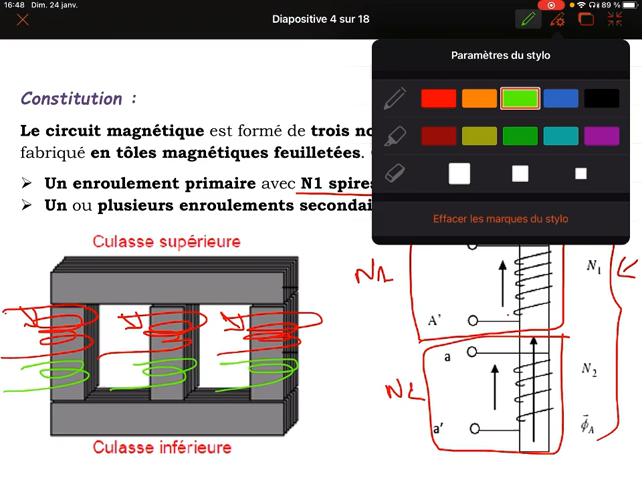 16:48 Dim. 24 janv.
Diapositive 4 sur 18
89 %
Paramètres du stylo
Effacer les marques du stylo
Constitution :
Le circuit magnétique est formé de trois no
fabriqué en tôles magnétiques feuilletées.
➢ Un enroulement primaire avec N1 spires
➢ Un ou plusieurs enroulements secondai
Culasse supérieure
Culasse inférieure
N1
N1
A'
a
N2
N2
a'
ϕA